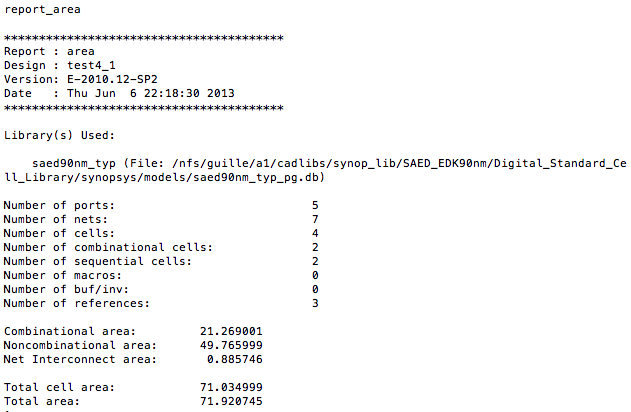 report_area
****************************************
Report : area
Design : test4_1
Version: E-2010.12-SP2
Date   : Thu Jun  6 22:18:30 2013
****************************************
Library(s) Used:
    saed90nm_typ (File: /nfs/guille/a1/cadlibs/synop_lib/SAED_EDK90nm/Digital_Standard_Ce
ll_Library/synopsys/models/saed90nm_typ_pg.db)
Number of ports:                            5
Number of nets:                             7
Number of cells:                            4
Number of combinational cells:              2
Number of sequential cells:                 2
Number of macros:                           0
Number of buf/inv:                          0
Number of references:                       3
Combinational area:         21.269001
Noncombinational area:      49.765999
Net Interconnect area:       0.885746
Total cell area:            71.034999
Total area:                 71.920745